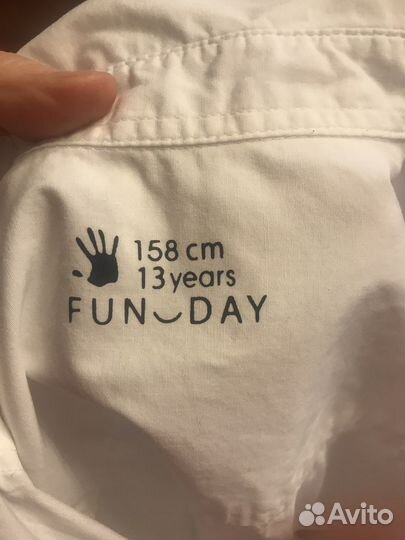 158 cm
13 years
FUN DAY
Avito